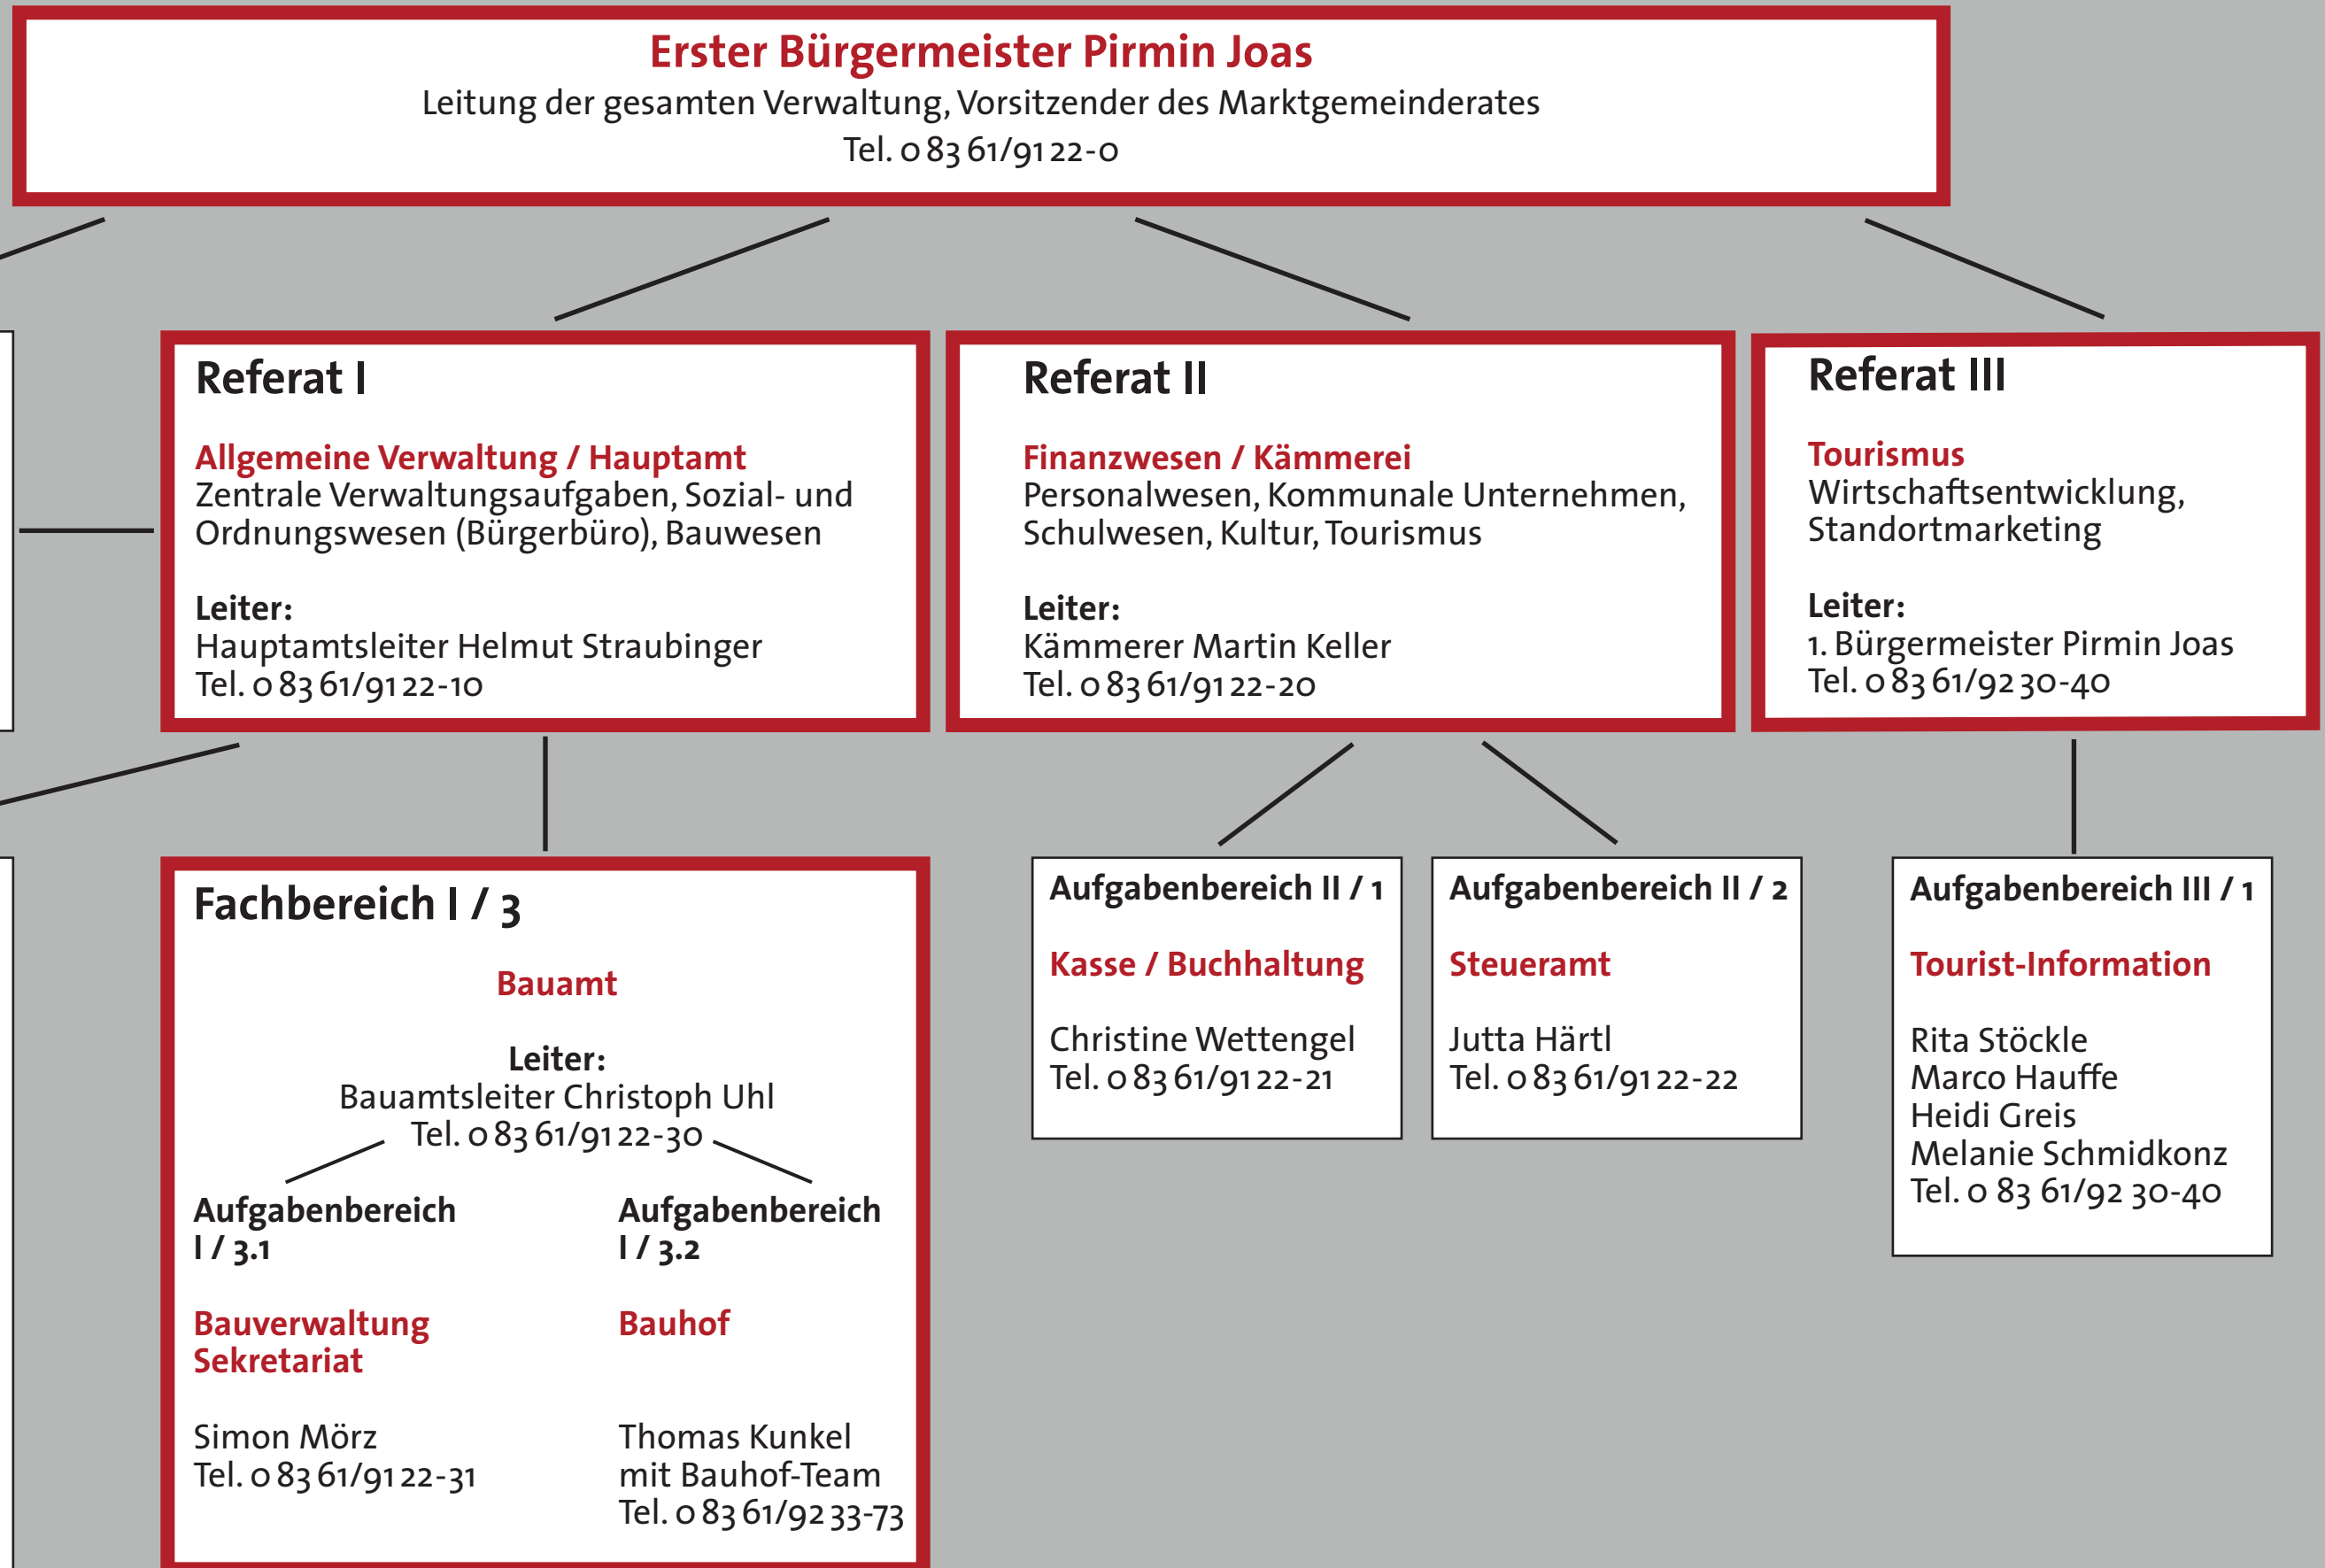 Erster Bürgermeister Pirmin Joas
Leitung der gesamten Verwaltung, Vorsitzender des Marktgemeinderates
Tel. 0 83 61/91 22-0
Referat I
Allgemeine Verwaltung / Hauptamt
Zentrale Verwaltungsaufgaben, Sozial- und
Ordnungswesen (Bürgerbüro), Bauwesen
Leiter:
Hauptamtsleiter Helmut Straubinger
Tel. 0 83 61/91 22-10
Referat II
Finanzwesen / Kämmerei
Personalwesen, Kommunale Unternehmen,
Schulwesen, Kultur, Tourismus
Leiter:
Kämmerer Martin Keller
Tel. 0 83 61/91 22-20
Referat III
Tourismus
Wirtschaftsentwicklung,
Standortmarketing
Leiter:
1. Bürgermeister Pirmin Joas
Tel. 0 83 61/92 30-40
Fachbereich I / 3
Bauamt
Leiter:
Bauamtsleiter Christoph Uhl
Tel. 0 83 61/91 22-30
Aufgabenbereich
I / 3.1
Bauverwaltung
Sekretariat
Simon Mörz
Tel. 0 83 61/91 22-31
Aufgabenbereich
I / 3.2
Bauhof
Thomas Kunkel
mit Bauhof-Team
Tel. 0 83 61/92 33-73
Aufgabenbereich II / 1
Kasse / Buchhaltung
Christine Wettengel
Tel. 0 83 61/91 22-21
Aufgabenbereich II / 2
Steueramt
Jutta Härtl
Tel. 0 83 61/91 22-22
Aufgabenbereich III / 1
Tourist-Information
Rita Stöckle
Marco Hauffe
Heidi Greis
Melanie Schmidkonz
Tel. 0 83 61/92 30-40